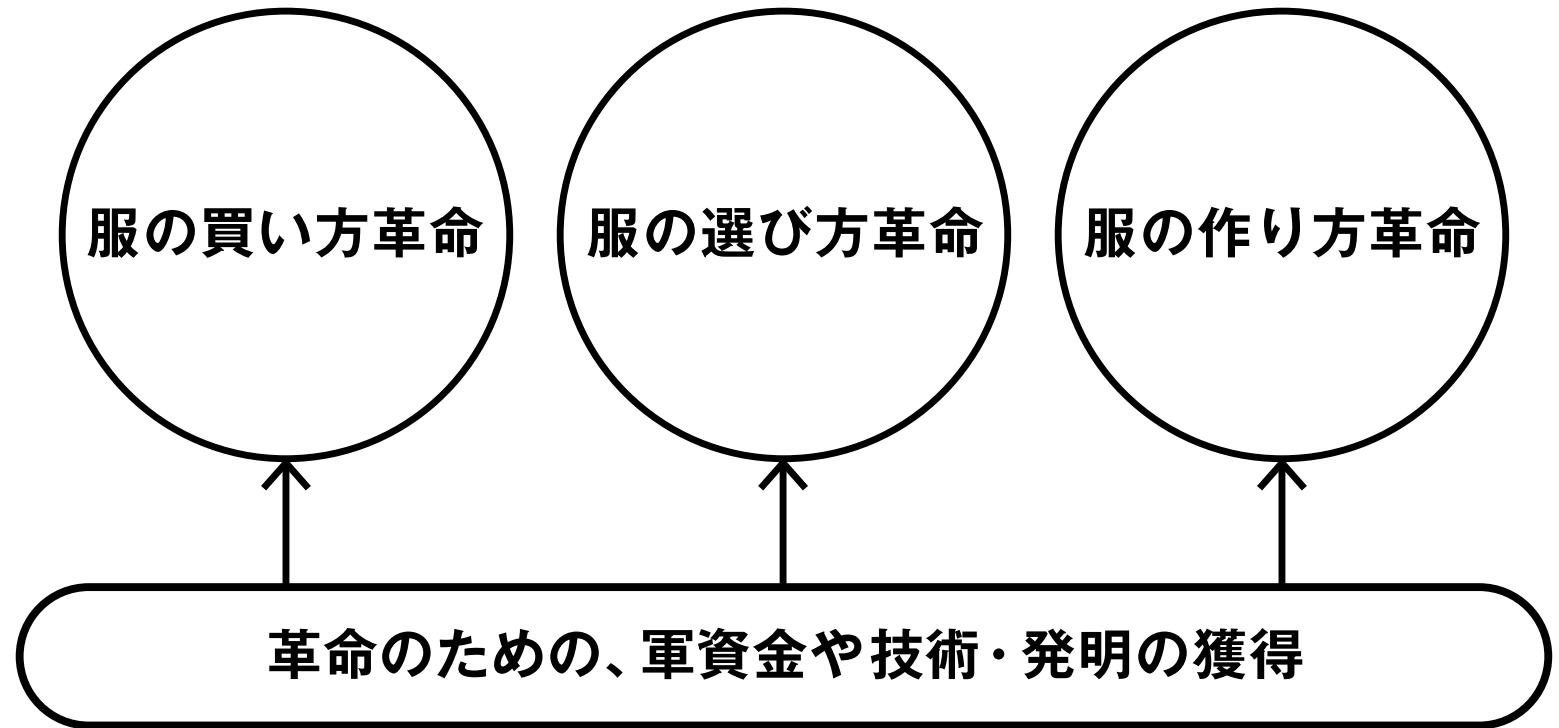 服の買い方革命
服の選び方革命
服の作り方革命
革命のための、軍資金や技術・発明の獲得